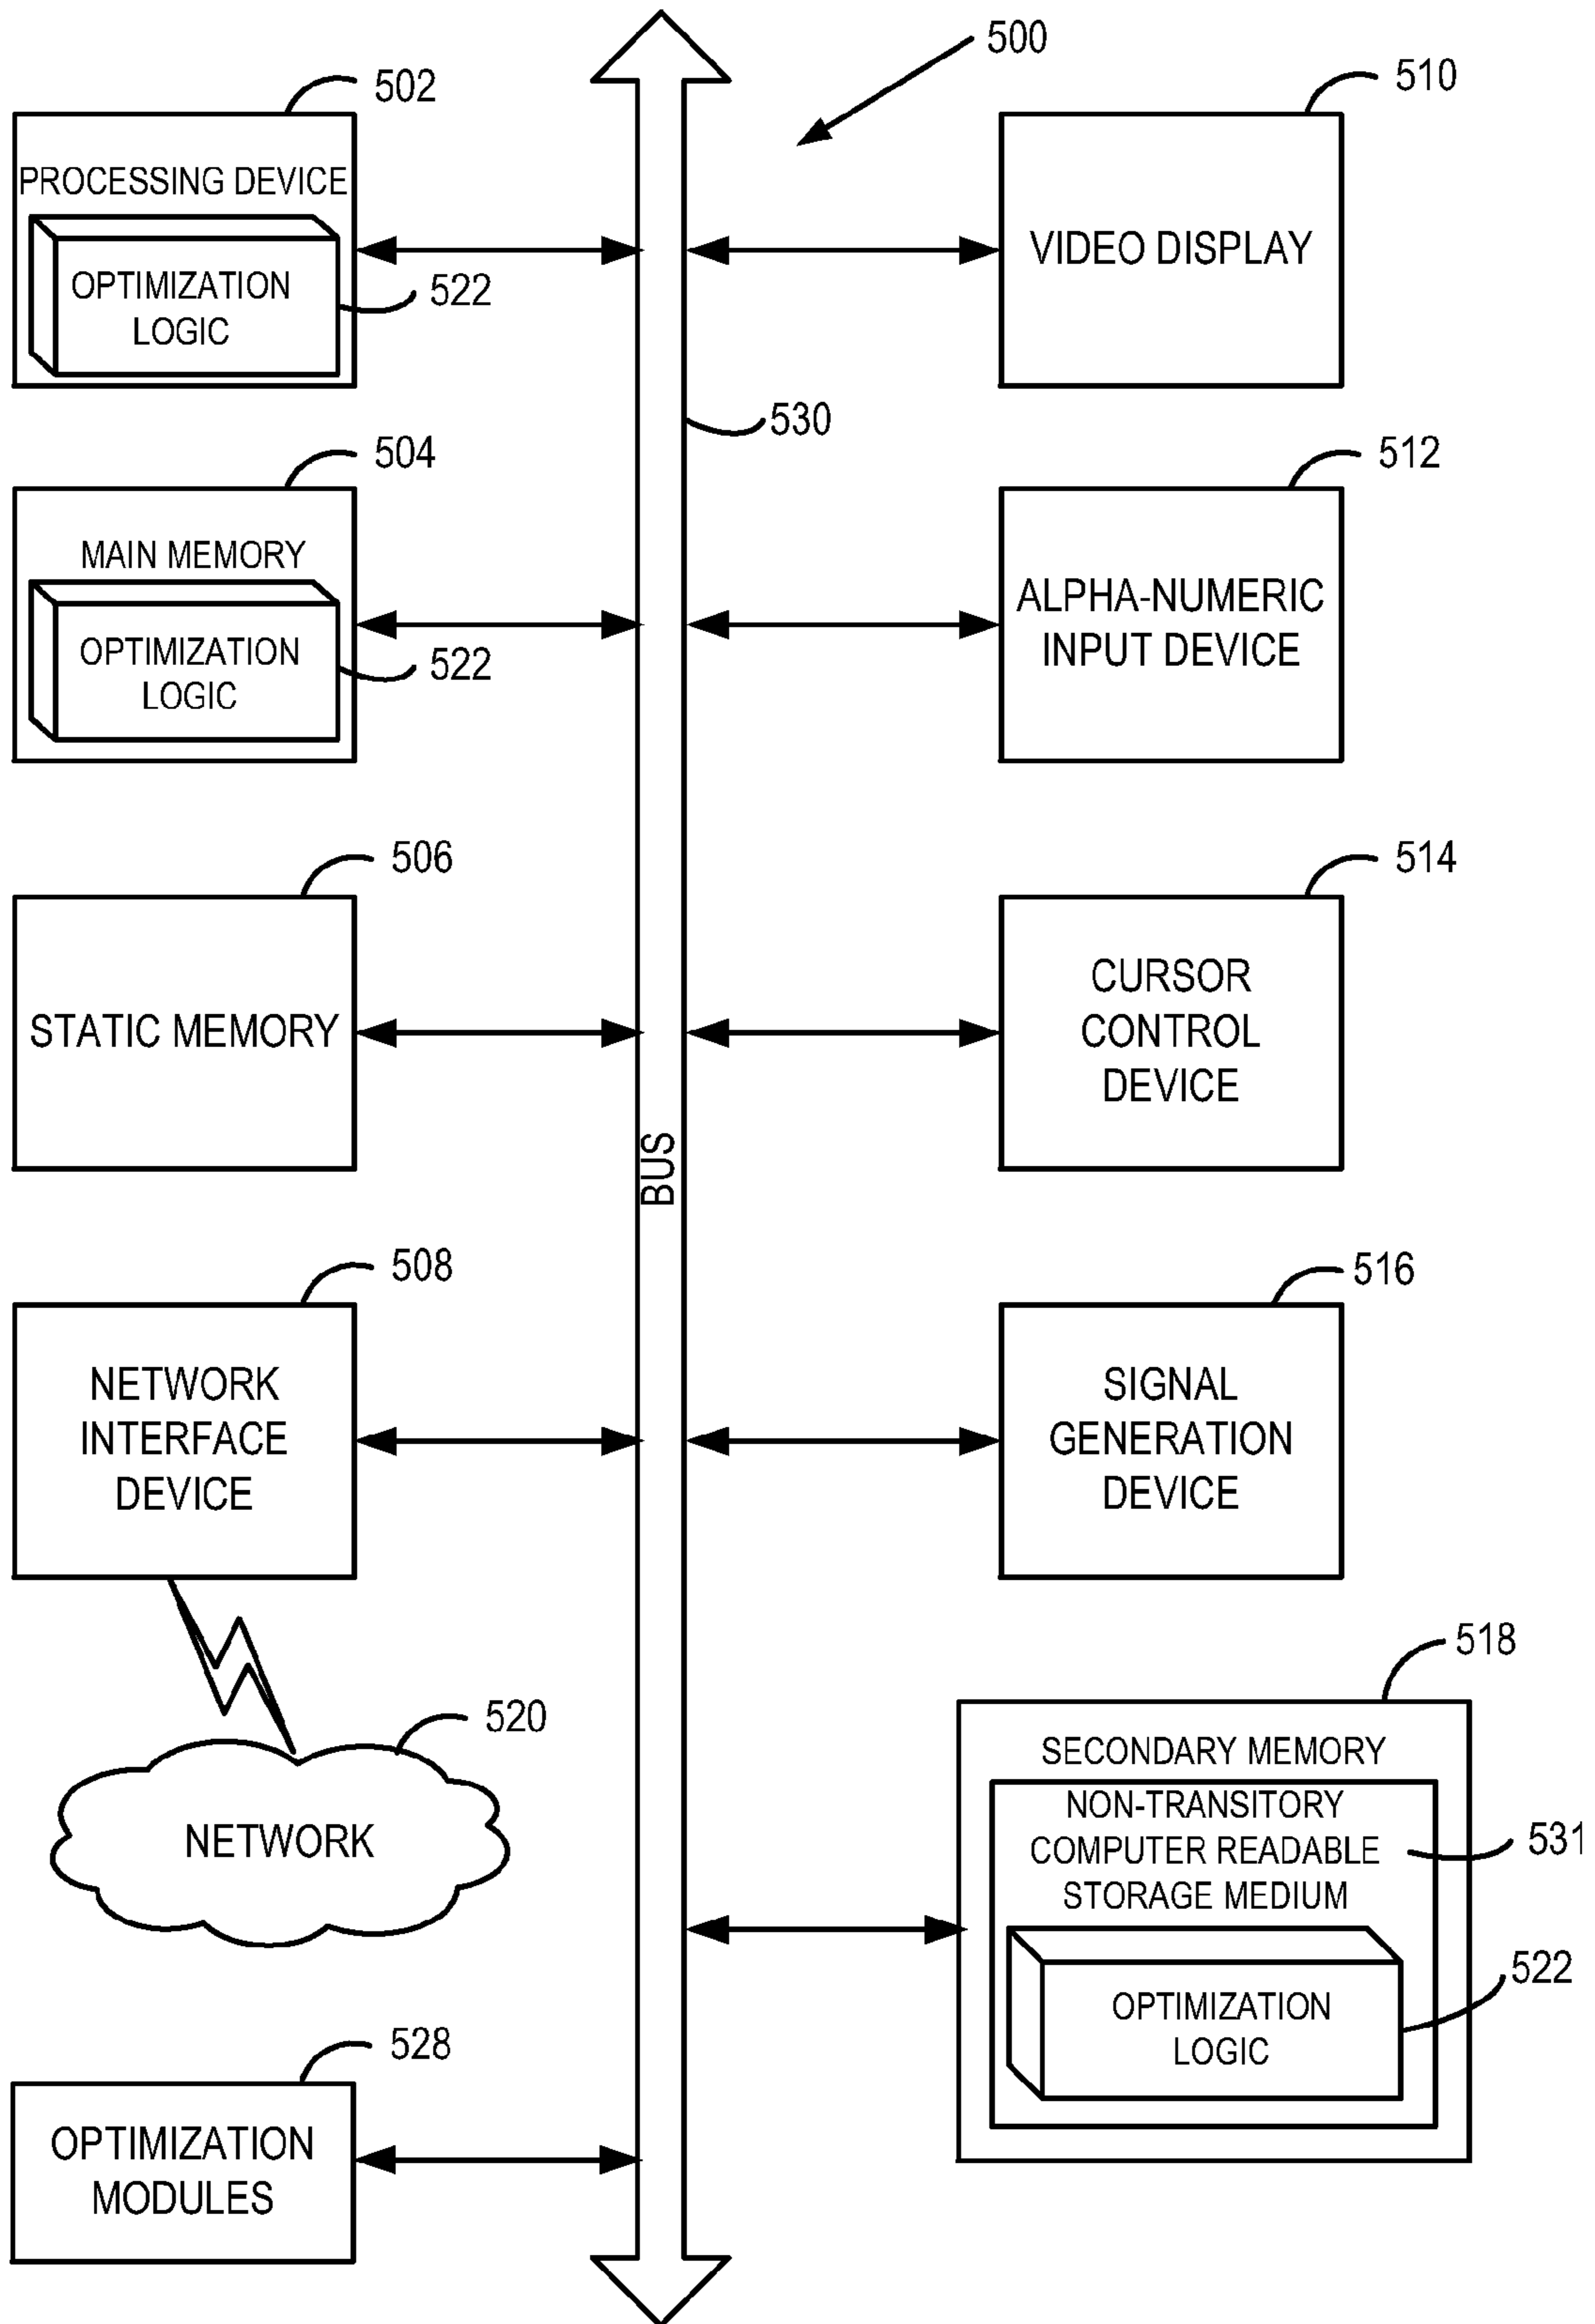 500
502
PROCESSING DEVICE
OPTIMIZATION
LOGIC
522
510
VIDEO DISPLAY
530
504
MAIN MEMORY
OPTIMIZATION
LOGIC
522
512
ALPHA-NUMERIC
INPUT DEVICE
506
STATIC MEMORY
514
CURSOR
CONTROL
DEVICE
BUS
508
NETWORK
INTERFACE
DEVICE
516
SIGNAL
GENERATION
DEVICE
520
NETWORK
518
SECONDARY MEMORY
NON-TRANSITORY
COMPUTER READABLE
STORAGE MEDIUM
531
OPTIMIZATION
LOGIC
522
528
OPTIMIZATION
MODULES